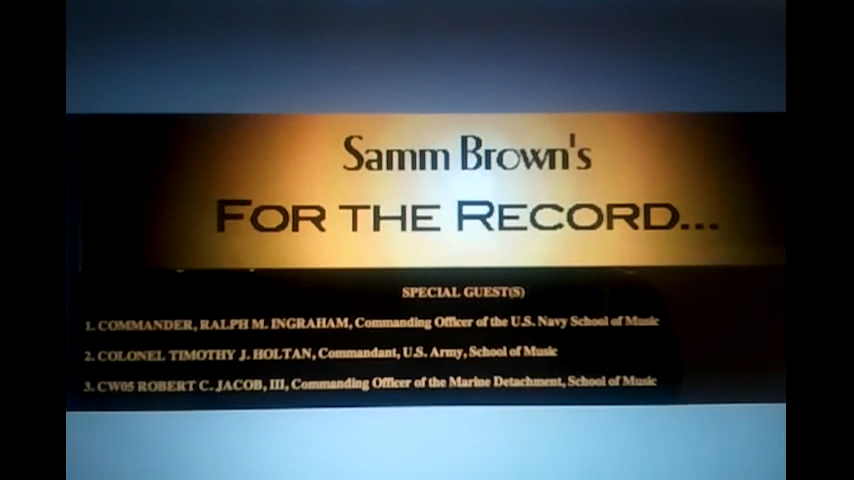 Samm Brown's
FOR THE RECORD...
SPECIAL GUEST(S)
1. COMMANDER, RALPH M. INGRAHAM, Commanding Officer of the U.S. Navy School of Music
2. COLONEL TIMOTHY J. HOLTAN, Commandant, U.S. Army, School of Music
3. CW05 ROBERT C. JACOB, III, Commanding Officer of the Marine Detachment, School of Music